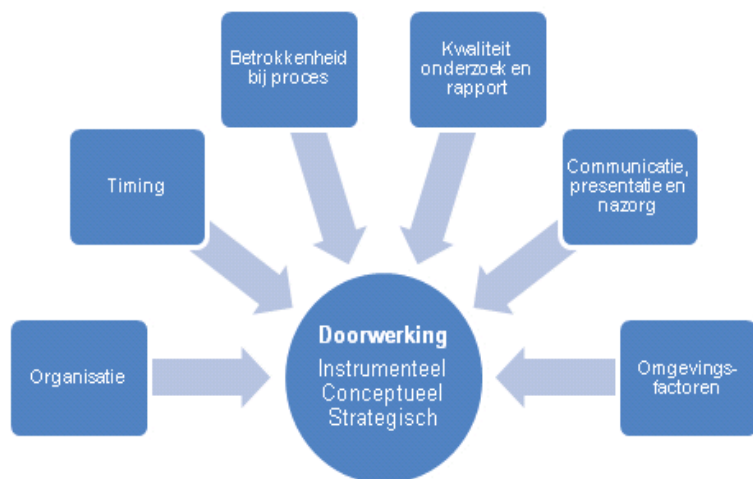 Betrokkenheid
bij proces
Kwaliteit
onderzoek en
rapport
Timing
Communicatie,
presentatie en
nazorg
Organisatie
Doorwerking
Instrumenteel
Conceptueel
Strategisch
Omgevings-
factoren